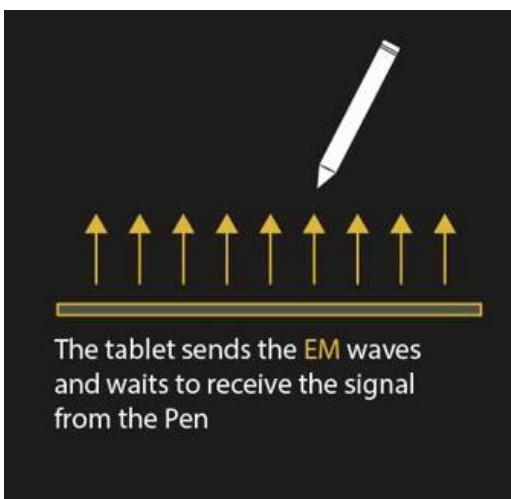 The tablet sends the EM waves
and waits to receive the signal
from the Pen